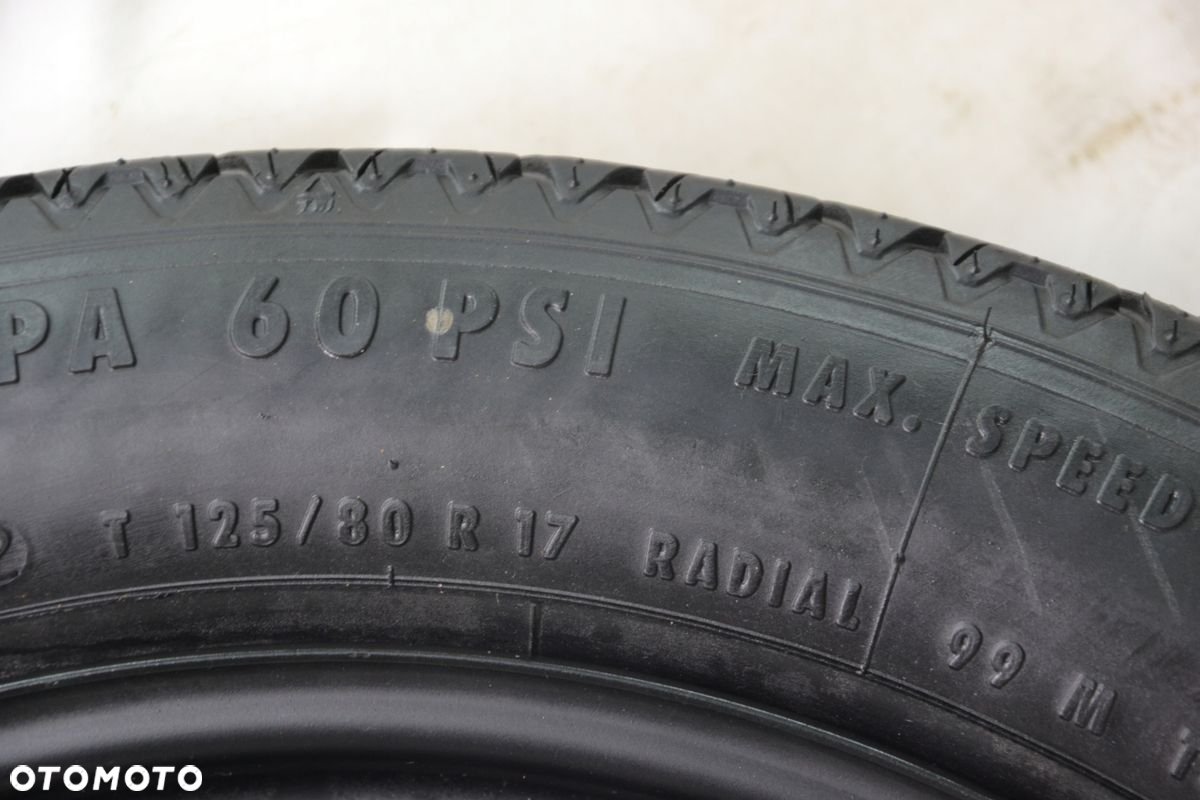 PA 60 PSI MAX. SPEED
T 125/80 R 17 RADIAL 99 M
OTOMOTO